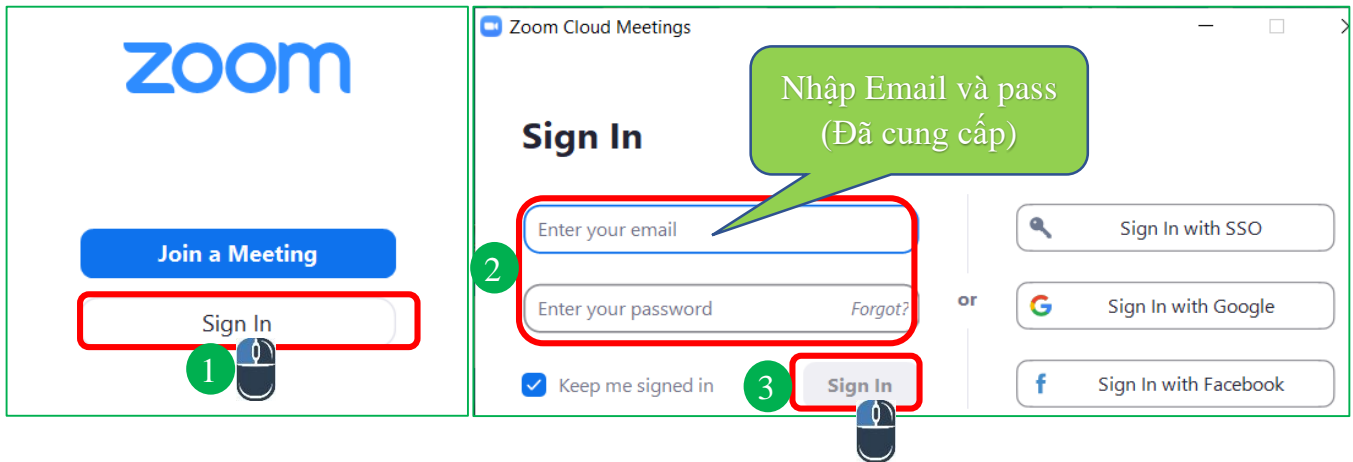 zoom
Join a Meeting
Sign In
1
Zoom Cloud Meetings
Nhập Email và pass
(Đã cung cấp)
Sign In
Enter your email
2
Enter your password Forgot?
Keep me signed in
3
Sign In
or
Sign In with SSO
G Sign In with Google
f Sign In with Facebook